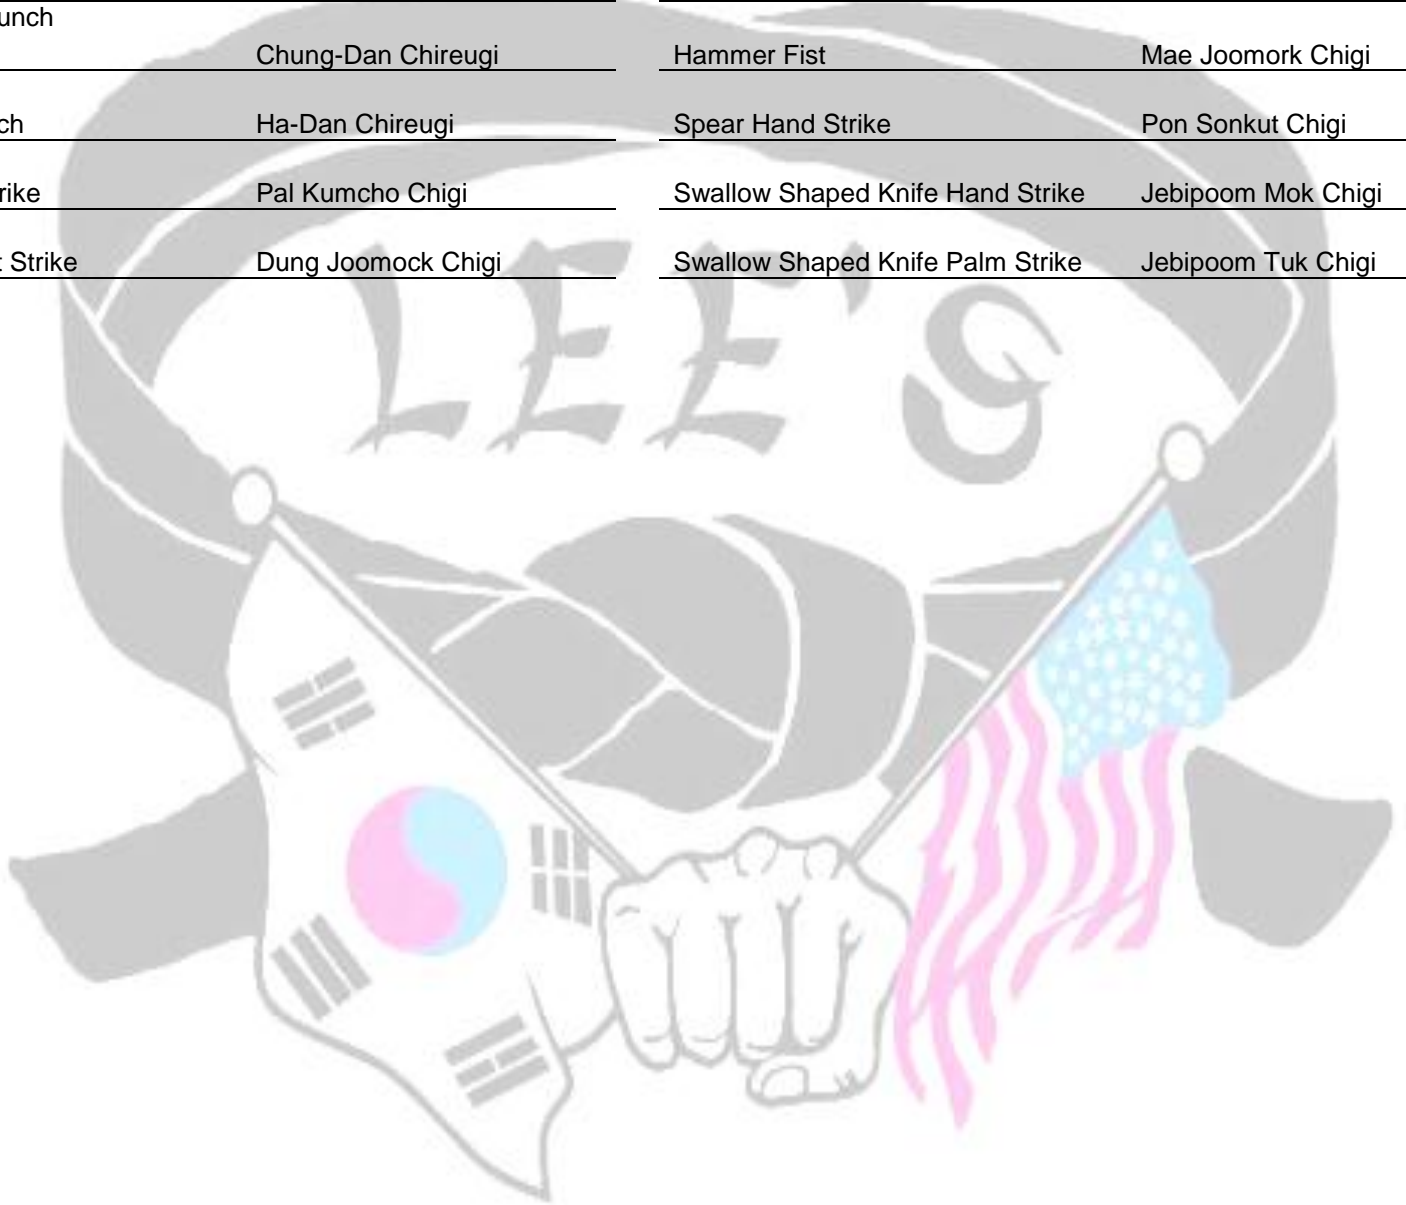 unch
Chung-Dan Chireugi Hammer Fist Mae Joomork Chigi
ch Ha-Dan Chireugi Spear Hand Strike Pon Sonkut Chigi
rike Pal Kumcho Chigi Swallow Shaped Knife Hand Strike Jebipoom Mok Chigi
t Strike Dung Joomock Chigi Swallow Shaped Knife Palm Strike Jebipoom Tuk Chigi
LEE'S